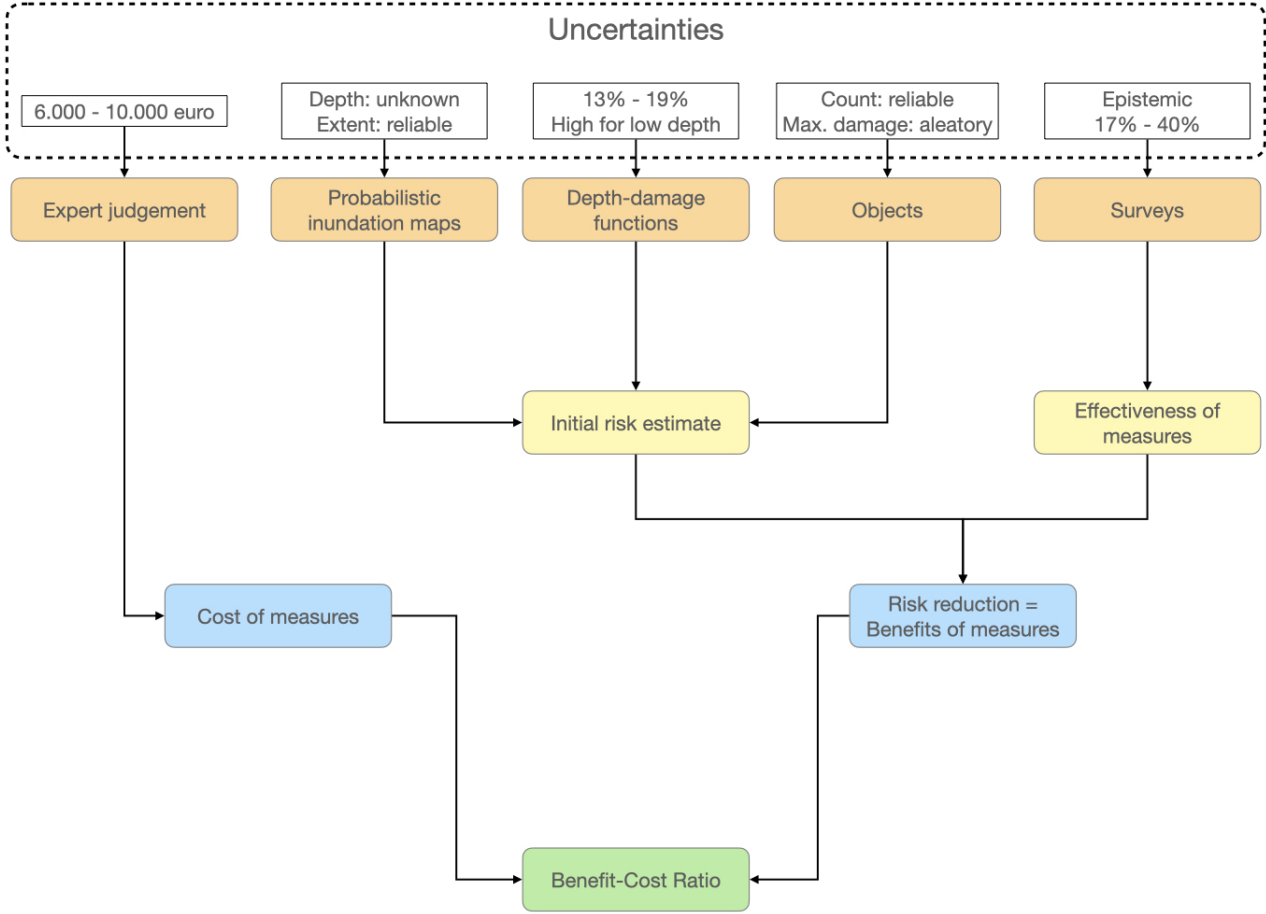 Uncertainties
6.000 - 10.000 euro
Depth: unknown
Extent: reliable
13% - 19%
High for low depth
Count: reliable
Max. damage: aleatory
Epistemic
17% - 40%
Expert judgement
Probabilistic
inundation maps
Depth-damage
functions
Objects
Surveys
Initial risk estimate
Effectiveness of
measures
Cost of measures
Risk reduction =
Benefits of measures
Benefit-Cost Ratio